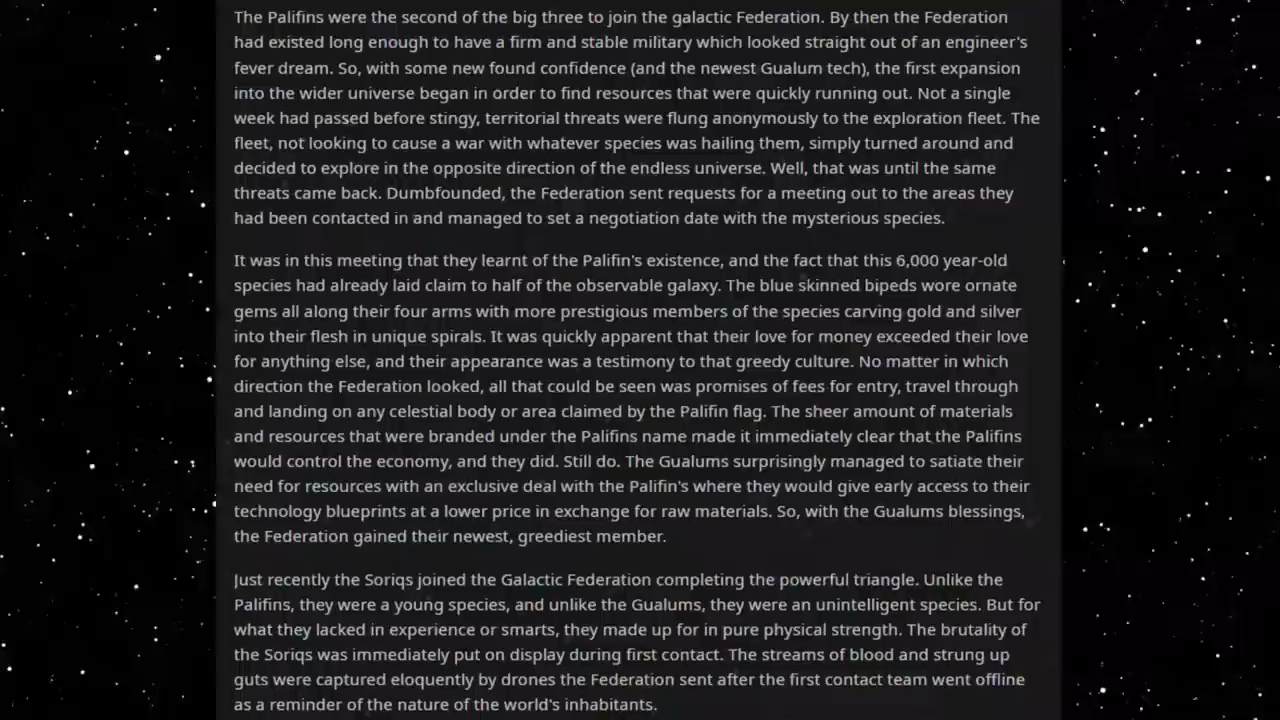 The Palifins were the second of the big three to join the galactic Federation. By then the Federation
had existed long enough to have a firm and stable military which looked straight out of an engineer's
fever dream. So, with some new found confidence (and the newest Gualum tech), the first expansion
into the wider universe began in order to find resources that were quickly running out. Not a single
week had passed before stingy, territorial threats were flung anonymously to the exploration fleet. The
fleet, not looking to cause a war with whatever species was hailing them, simply turned around and
decided to explore in the opposite direction of the endless universe. Well, that was until the same
threats came back. Dumbfounded, the Federation sent requests for a meeting out to the areas they
had been contacted in and managed to set a negotiation date with the mysterious species.
It was in this meeting that they learnt of the Palifin's existence, and the fact that this 6,000 year-old
species had already laid claim to half of the observable galaxy. The blue skinned bipeds wore ornate
gems all along their four arms with more prestigious members of the species carving gold and silver
into their flesh in unique spirals. It was quickly apparent that their love for money exceeded their love
for anything else, and their appearance was a testimony to that greedy culture. No matter in which
direction the Federation looked, all that could be seen was promises of fees for entry, travel through
and landing on any celestial body or area claimed by the Palifin flag. The sheer amount of materials
and resources that were branded under the Palifins name made it immediately clear that the Palifins
would control the economy, and they did. Still do. The Gualums surprisingly managed to satiate their
need for resources with an exclusive deal with the Palifin's where they would give early access to their
technology blueprints at a lower price in exchange for raw materials. So, with the Gualums blessings,
the Federation gained their newest, greediest member.
Just recently the Soriqs joined the Galactic Federation completing the powerful triangle. Unlike the
Palifins, they were a young species, and unlike the Gualums, they were an unintelligent species. But for
what they lacked in experience or smarts, they made up for in pure physical strength. The brutality of
the Soriqs was immediately put on display during first contact. The streams of blood and strung up
guts were captured eloquently by drones the Federation sent after the first contact team went offline
as a reminder of the nature of the world's inhabitants.